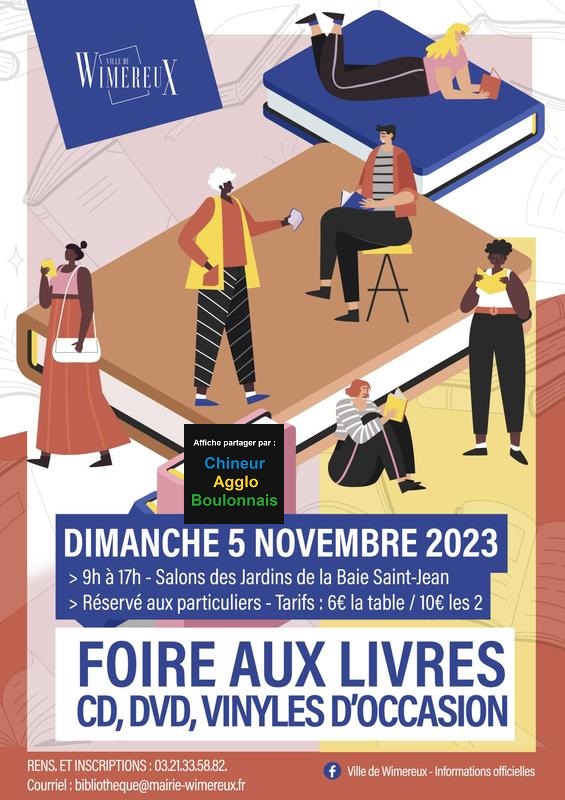 VILLE DE
WIMEREUX
Affiche partager par :
Chineur
Agglo
Boulonnais
DIMANCHE 5 NOVEMBRE 2023
> 9h à 17h - Salons des Jardins de la Baie Saint-Jean
> Réservé aux particuliers - Tarifs : 6€ la table / 10€ les 2
FOIRE AUX LIVRES
CD, DVD, VINYLES D'OCCASION
RENS. ET INSCRIPTIONS : 03.21.33.58.82.
Courriel : bibliotheque@mairie-wimereux.fr
Ville de Wimereux - Informations officielles